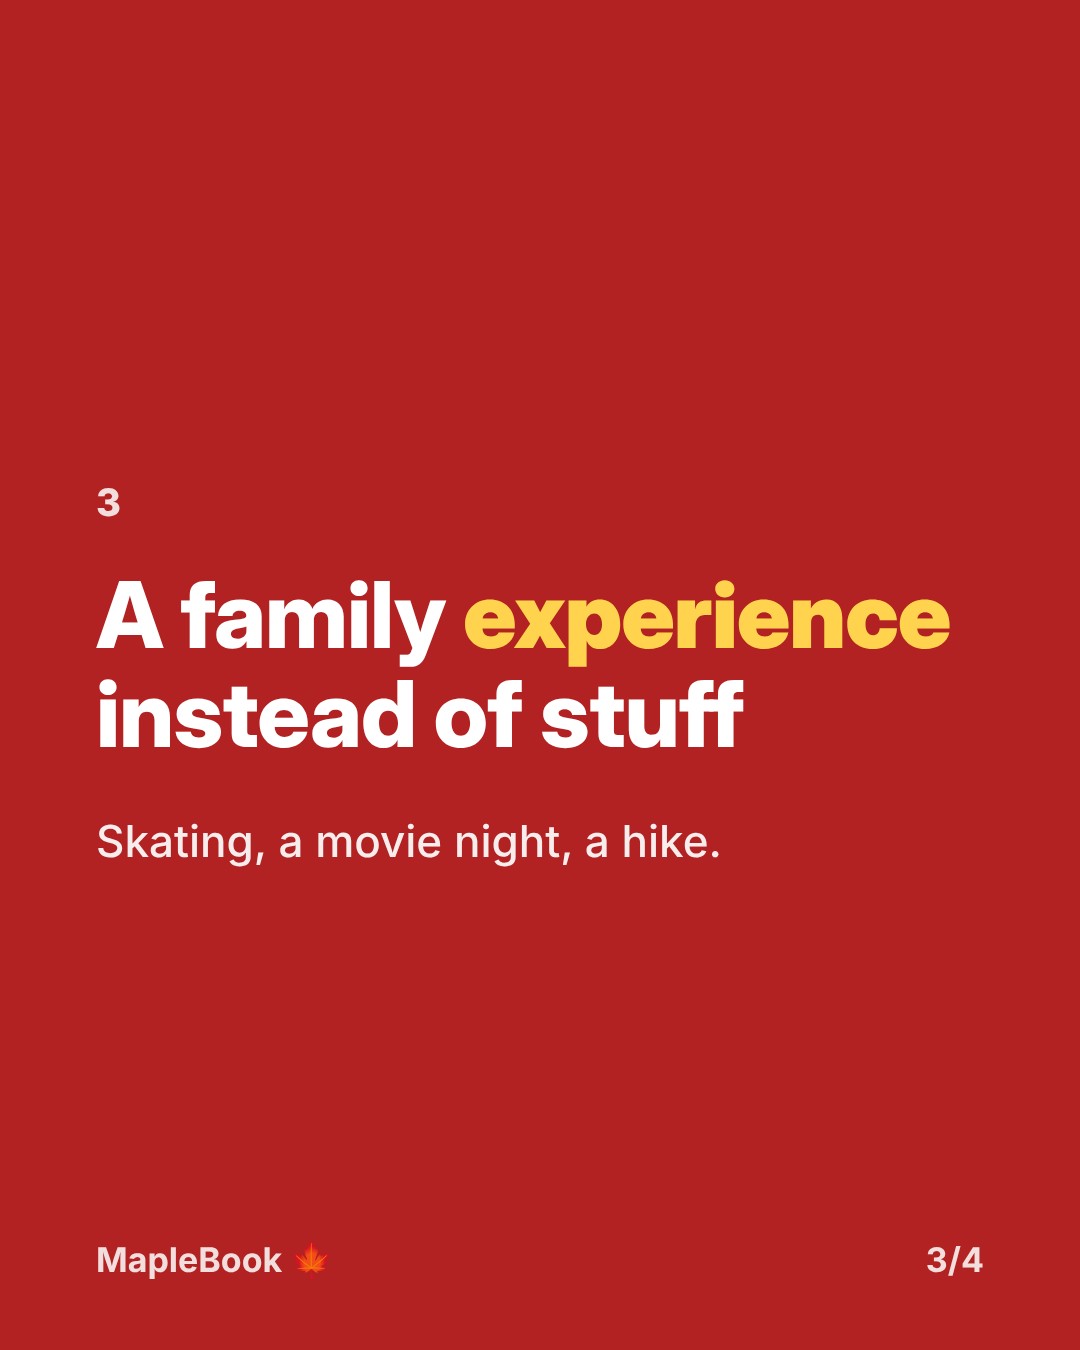 3
A family experience
instead of stuff
Skating, a movie night, a hike.
MapleBook 🍁
3/4